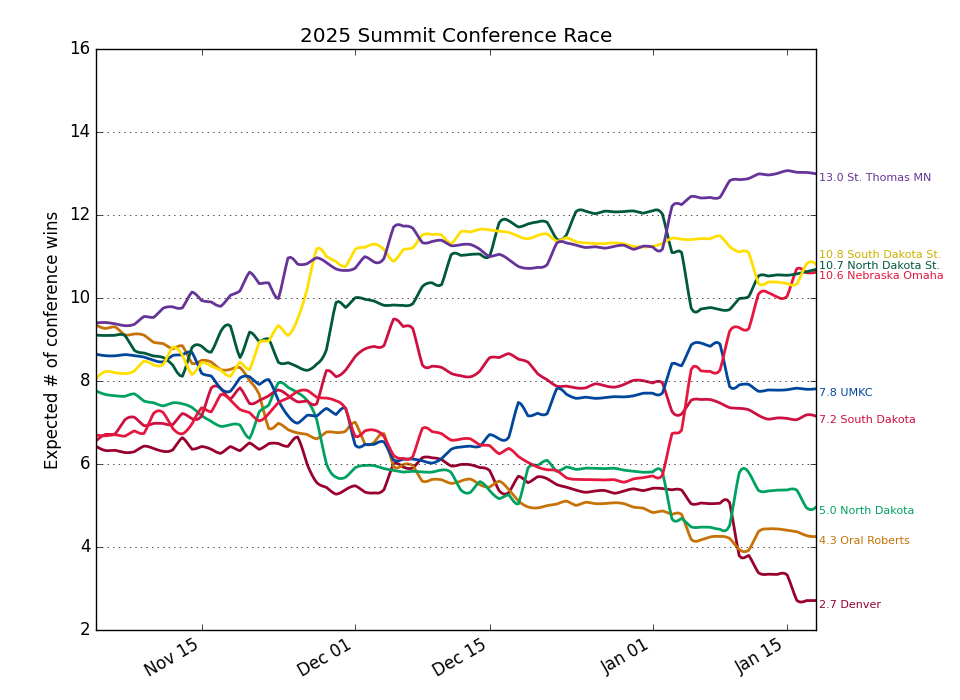 2025 Summit Conference Race
Expected # of conference wins
16
14
12
10
8
6
4
2
13.0 St. Thomas MN
10.8 South Dakota St.
10.7 North Dakota St.
10.6 Nebraska Omaha
7.8 UMKC
7.2 South Dakota
5.0 North Dakota
4.3 Oral Roberts
2.7 Denver
Nov 15
Dec 01
Dec 15
Jan 01
Jan 15